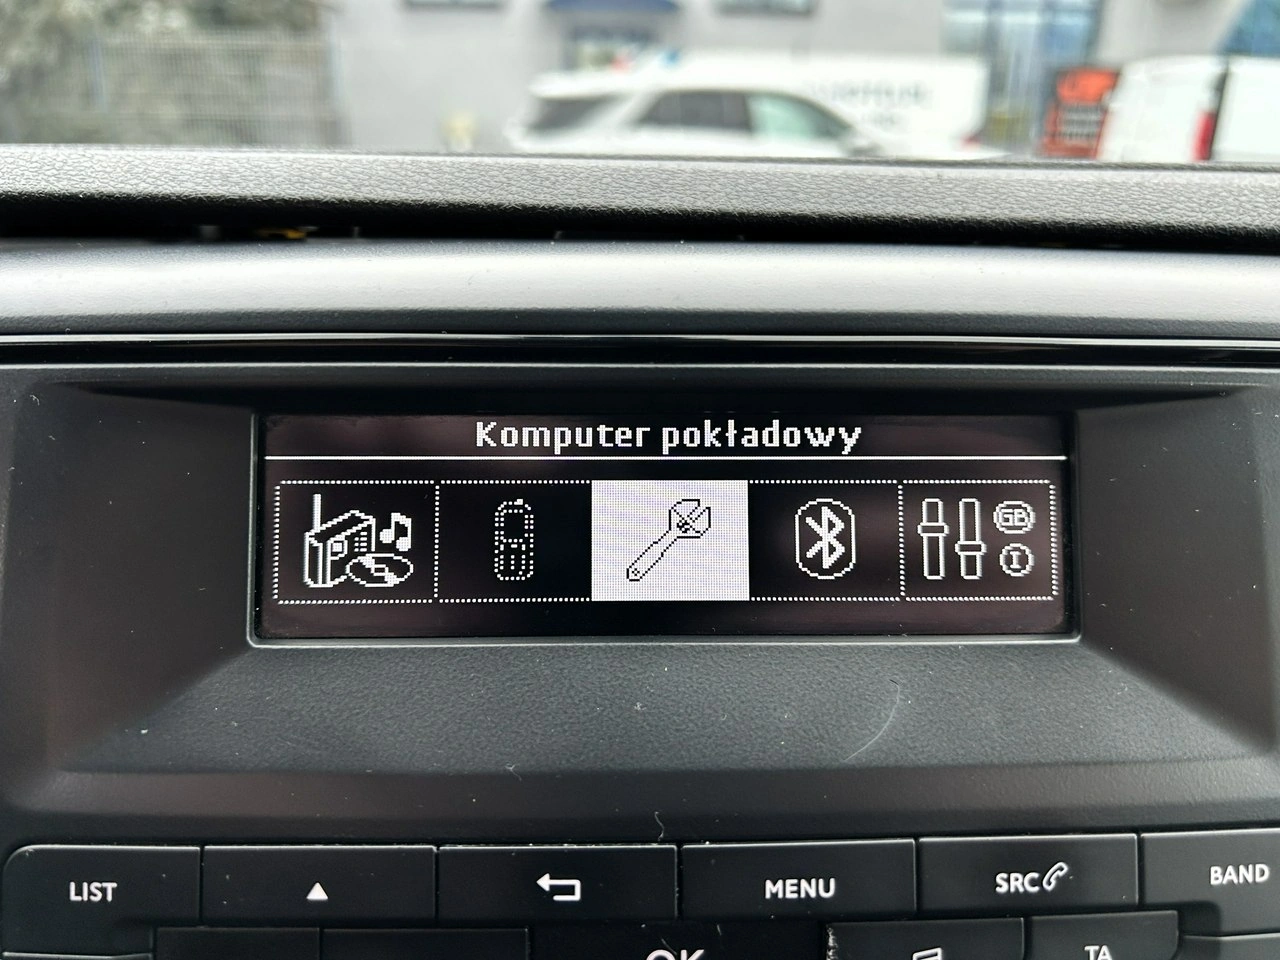 Komputer pokładowy
GB
I
LIST
MENU
SRC
BAND
OK
TA